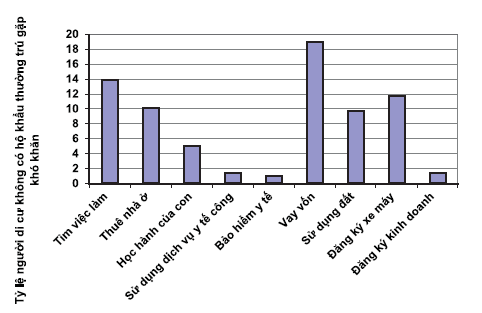 Tỷ lệ người di cư không có hộ khẩu thường trú gặp
khó khăn
20
18
16
14
12
10
8
6
4
2
0
Tìm việc làm
Thuê nhà ở
Học hành của con
Sử dụng dịch vụ y tế công
Bảo hiểm y tế
Vay vốn
Sử dụng đất
Đăng ký xe máy
Đăng ký kinh doanh